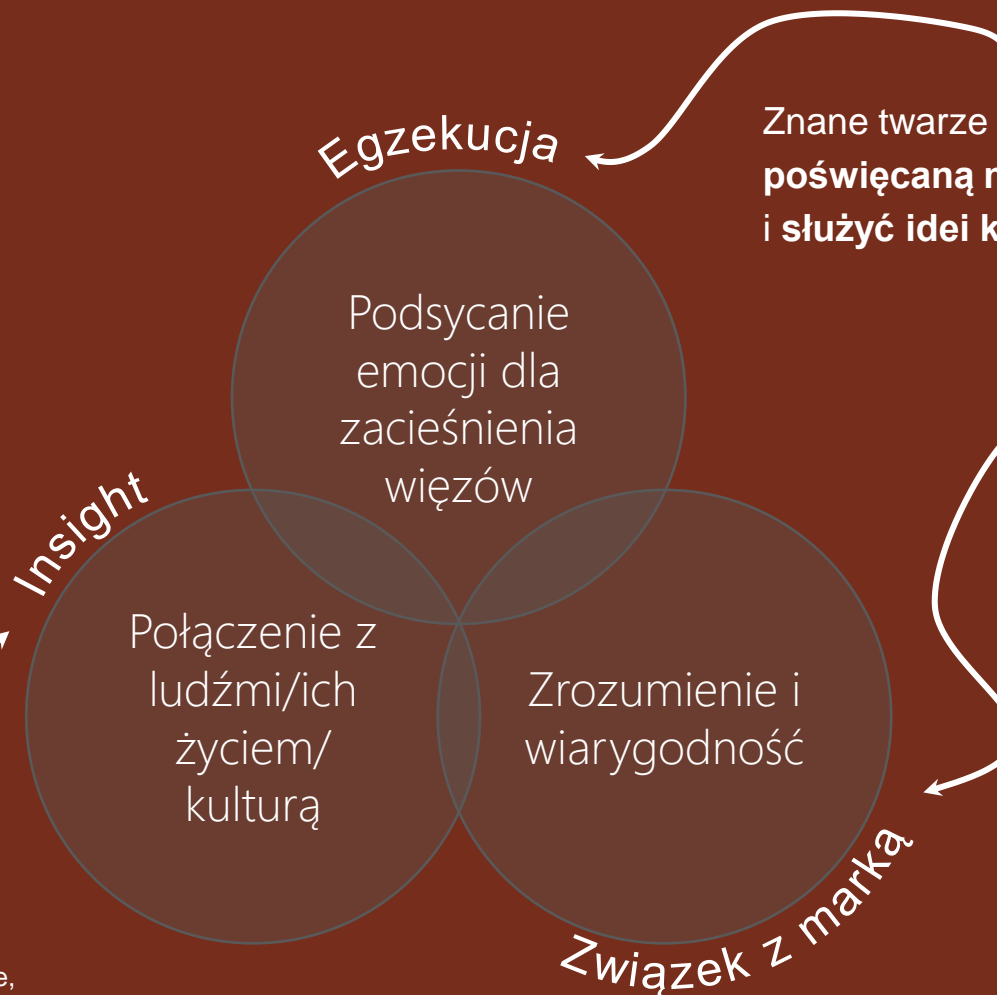 Egzekucja
Znane twarze
poświęcaną
i służyć idei
Podsycanie
emocji dla
zacieśnienia
więzów
Insight
Połączenie z
ludźmi/ich
życiem/
kulturą
Zrozumienie i
wiarygodność
Związek z marką